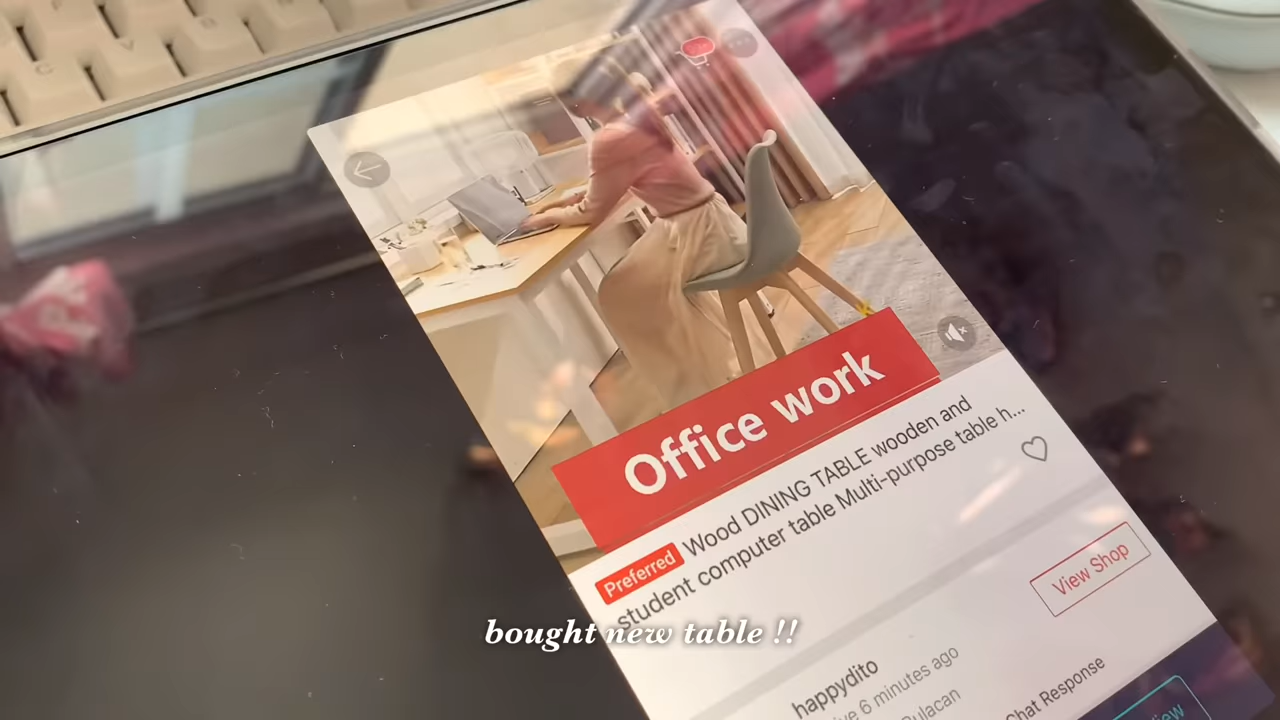 Office work
Preferred Wood DINING TABLE wooden and
student computer table Multi-purpose table h...
View Shop
happydito
6 minutes ago
Chat Response
bought new table !!